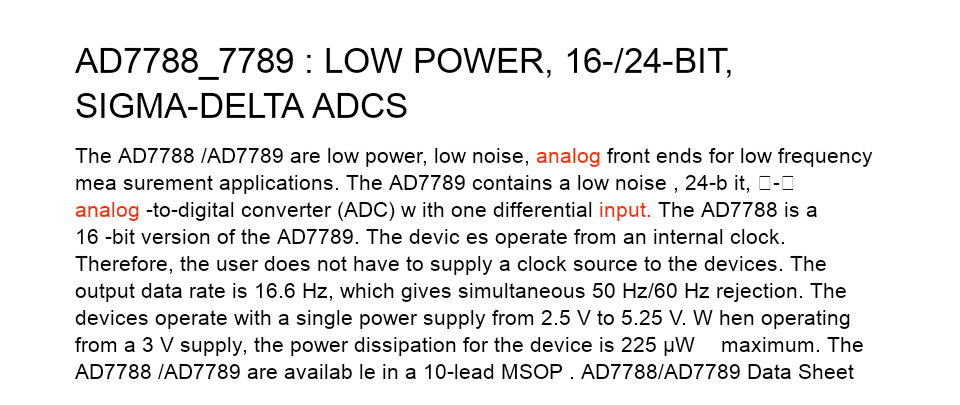 AD7788_7789 : LOW POWER, 16-/24-BIT,
SIGMA-DELTA ADCS
The AD7788 /AD7789 are low power, low noise, analog front ends for low frequency
mea surement applications. The AD7789 contains a low noise , 24-b it, □-□
analog -to-digital converter (ADC) w ith one differential input. The AD7788 is a
16 -bit version of the AD7789. The devic es operate from an internal clock.
Therefore, the user does not have to supply a clock source to the devices. The
output data rate is 16.6 Hz, which gives simultaneous 50 Hz/60 Hz rejection. The
devices operate with a single power supply from 2.5 V to 5.25 V. W hen operating
from a 3 V supply, the power dissipation for the device is 225 µW maximum. The
AD7788 /AD7789 are availab le in a 10-lead MSOP . AD7788/AD7789 Data Sheet